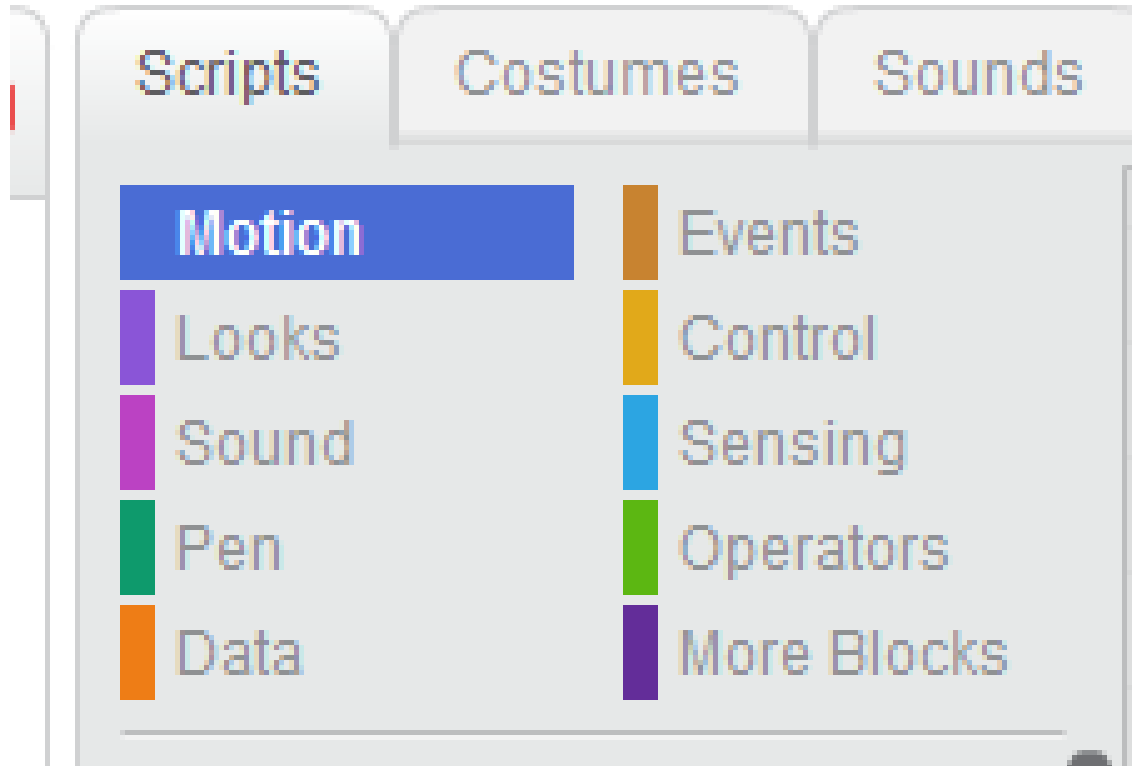 Scripts Costumes Sounds
Motion Events
Looks Control
Sound Sensing
Pen Operators
Data More Blocks